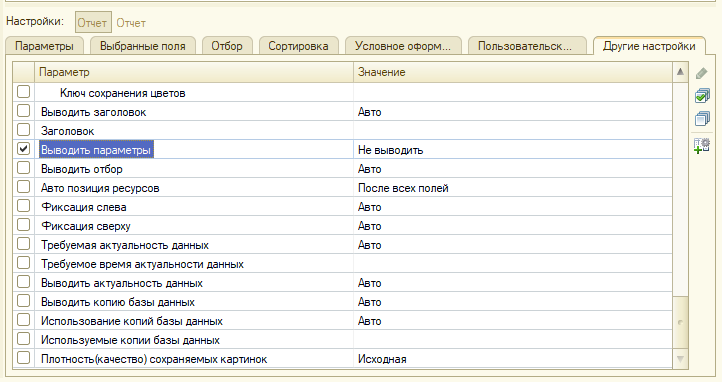 Настройки: Отчет Отчет
Параметры Выбранные поля Отбор Сортировка Условное оформ... Пользовательск... Другие настройки
Параметр Значение
Ключ сохранения цветов
Выводить заголовок Авто
Заголовок
Выводить параметры Не выводить
Выводить отбор Авто
Авто позиция ресурсов После всех полей
Фиксация слева Авто
Фиксация сверху Авто
Требуемая актуальность данных Авто
Требуемое время актуальности данных
Выводить актуальность данных Авто
Выводить копию базы данных Авто
Использование копий базы данных Авто
Используемые копии базы данных
Плотность(качество) сохраняемых картинок Исходная